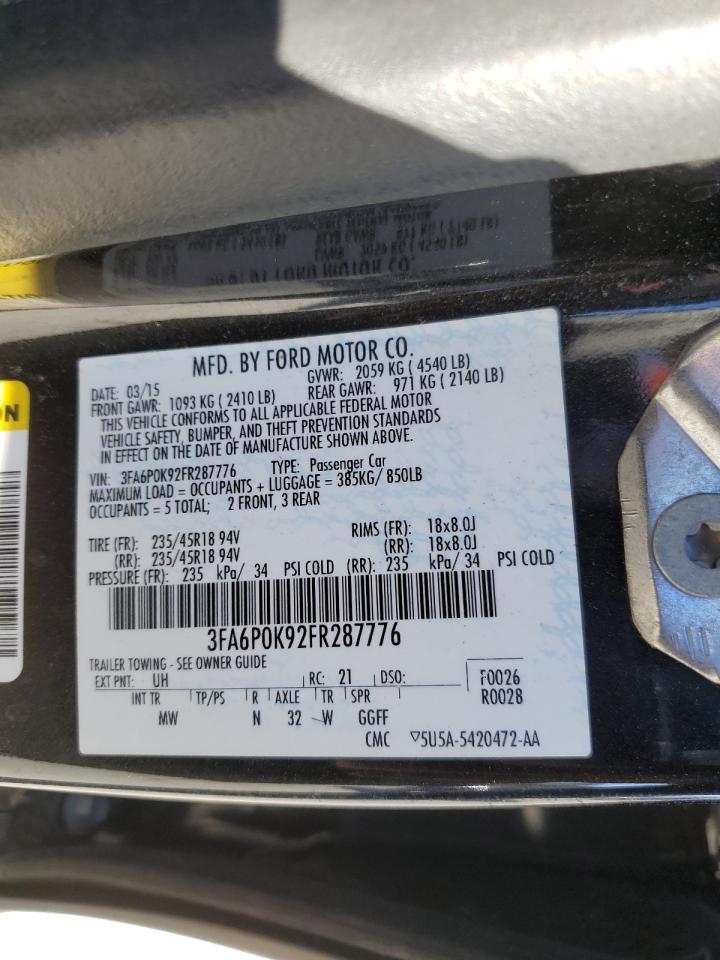 MFD. BY FORD MOTOR CO.
DATE: 03/15 GVWR: 2059 KG ( 4540 LB)
FRONT GAWR: 1093 KG ( 2410 LB) REAR GAWR: 971 KG ( 2140 LB)
THIS VEHICLE CONFORMS TO ALL APPLICABLE FEDERAL MOTOR
VEHICLE SAFETY, BUMPER, AND THEFT PREVENTION STANDARDS
IN EFFECT ON THE DATE OF MANUFACTURE SHOWN ABOVE.
VIN: 3FA6P0K92FR287776 TYPE: Passenger Car
MAXIMUM LOAD = OCCUPANTS + LUGGAGE = 385KG/ 850LB
OCCUPANTS = 5 TOTAL; 2 FRONT, 3 REAR
TIRE (FR): 235/45R18 94V RIMS (FR): 18x8.0J
(RR): 235/45R18 94V (RR): 18x8.0J
PRESSURE (FR): 235 kPa/ 34 PSI COLD (RR): 235 kPa/ 34 PSI COLD
3FA6P0K92FR287776
TRAILER TOWING - SEE OWNER GUIDE
EXT PNT: UH RC: 21 DSO: F0026
INT TR TP/PS R AXLE TR SPR R0028
MW N 32 W GGFF
CMC ▽5U5A-5420472-AA
ON